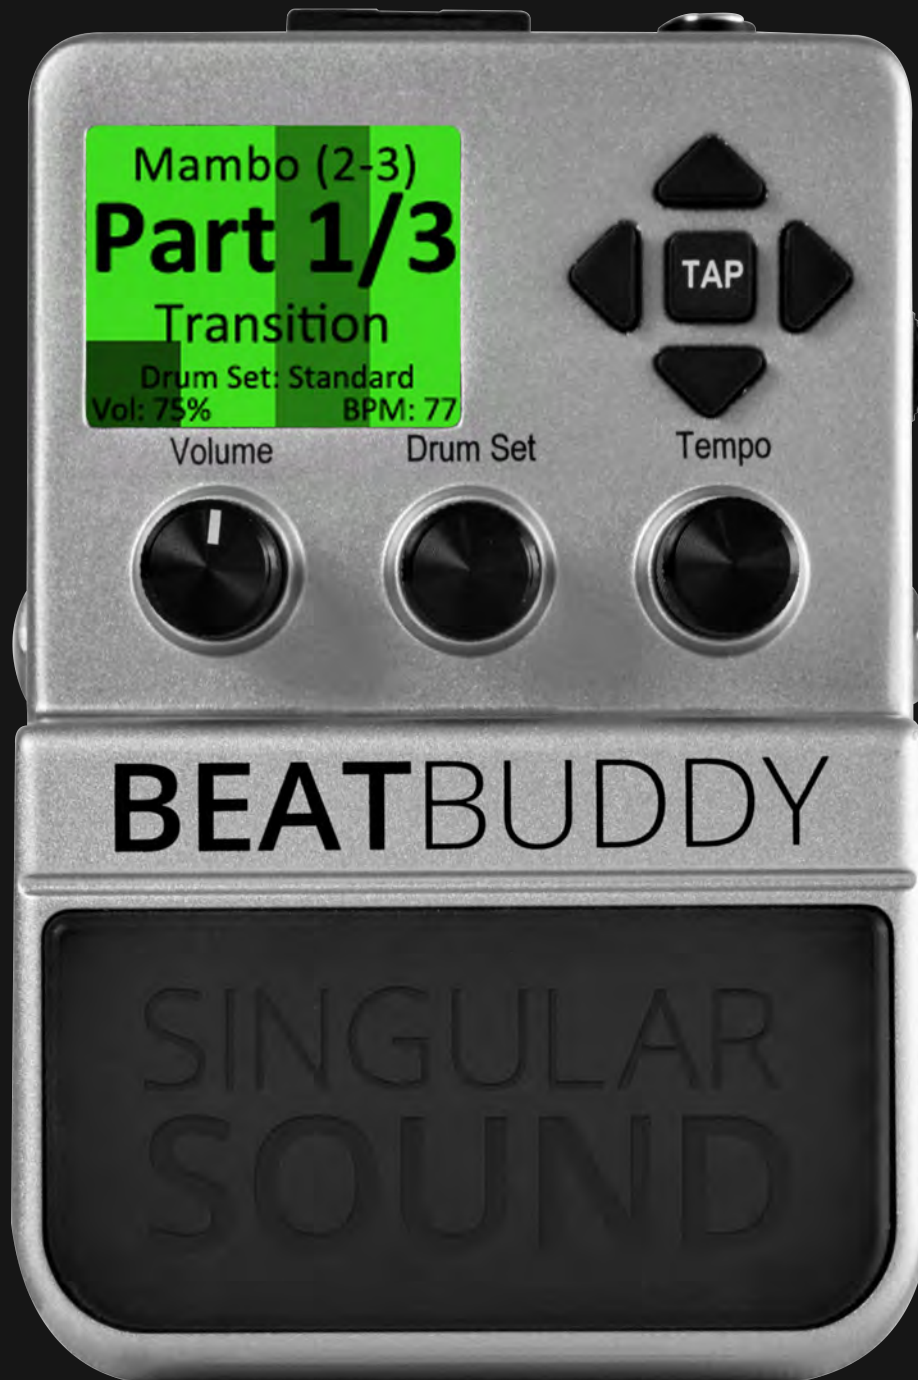 Mambo (2-3)
Part 1/3
Transition
Drum Set: Standard
Vol: 75% BPM: 77
TAP
Volume Drum Set Tempo
BEATBUDDY
SINGULAR
SOUND